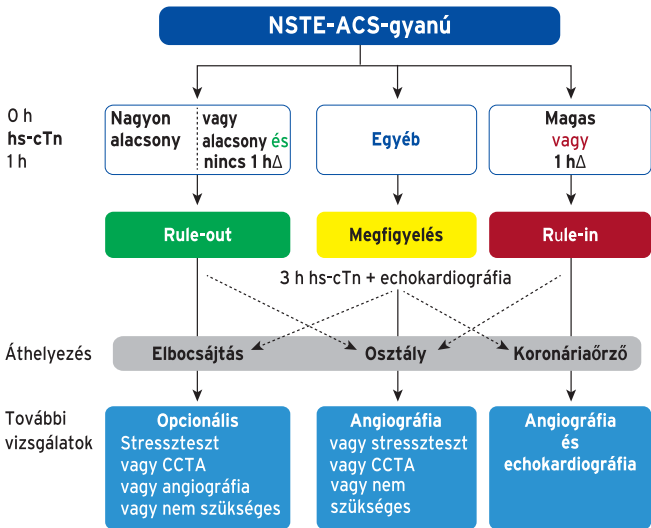 NSTE-ACS-gyanú
0 h
hs-cTn
1 h
Nagyon
alacsony
vagy
alacsony és
nincs 1 hΔ
Egyéb
Magas
vagy
1 hΔ
Rule-out
Megfigyelés
Rule-in
3 h hs-cTn + echokardiográfia
Áthelyezés
Elbocsájtás
Osztály
Koronáriaőrző
További
vizsgálatok
Opcionális
Stresszteszt
vagy CCTA
vagy angiográfia
vagy nem szükséges
Angiográfia
vagy stresszteszt
vagy CCTA
vagy nem
szükséges
Angiográfia
és
echokardiográfia